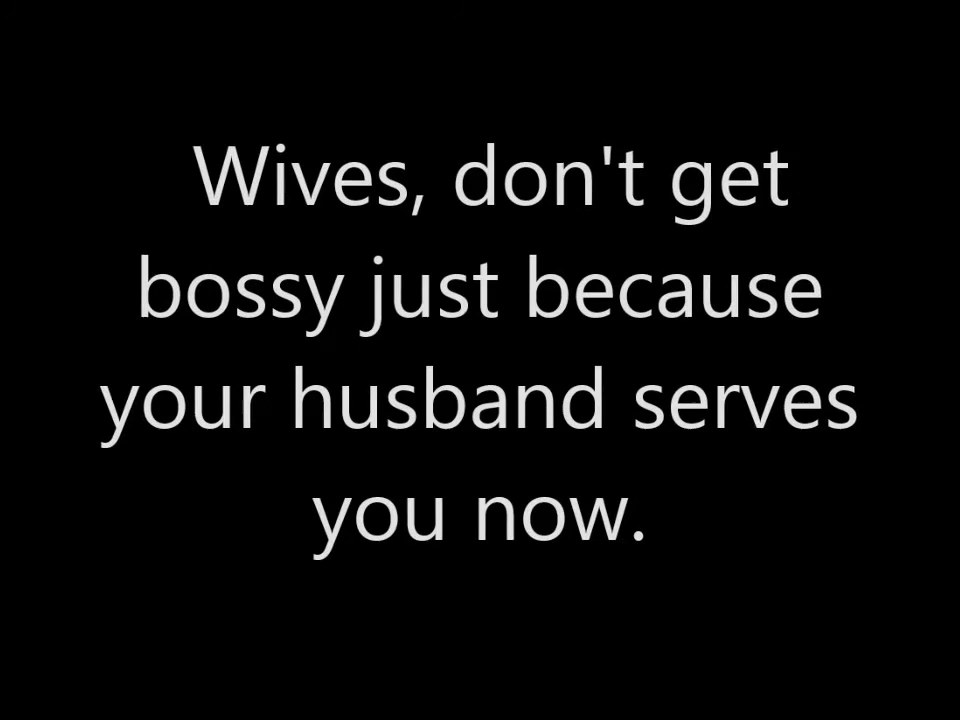 Wives, don't get
bossy just because
your husband serves
you now.